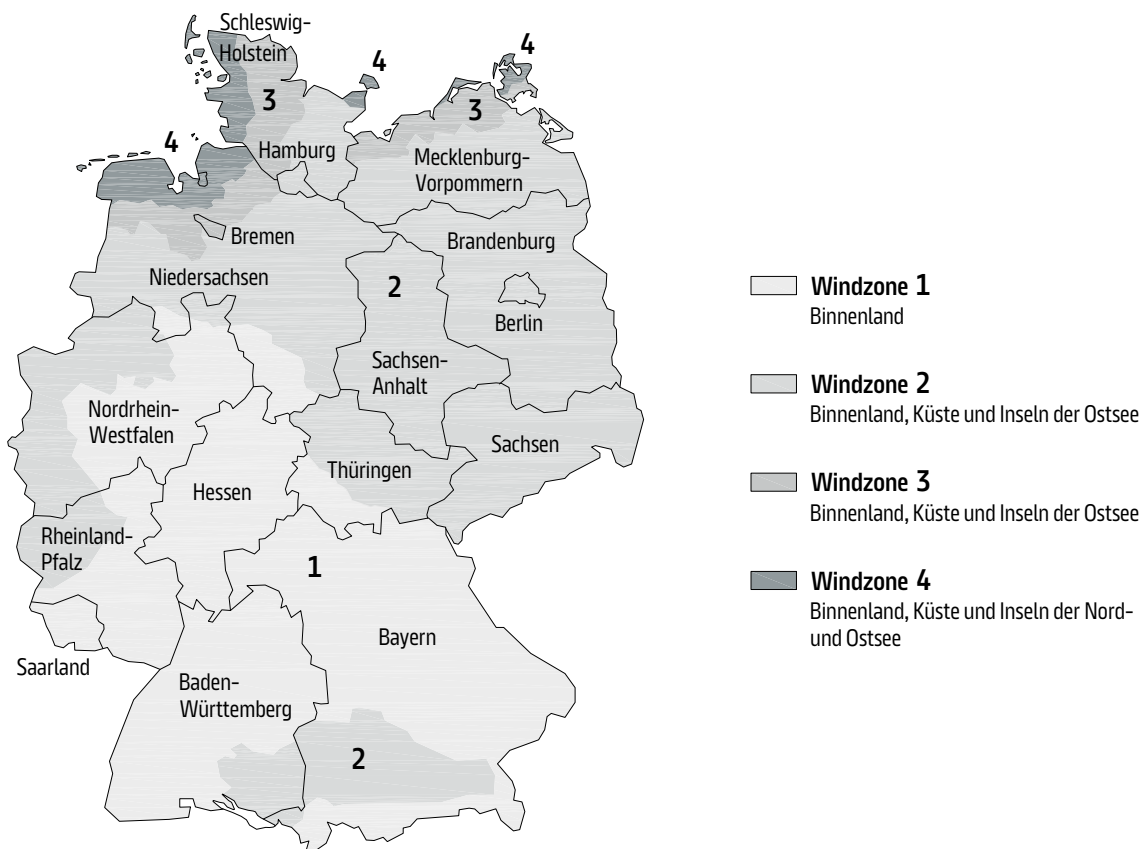 Schleswig-
Holstein
4
4
3
3
4
Hamburg
Mecklenburg-
Vorpommern
Bremen
Brandenburg
Niedersachsen
2
Berlin
Sachsen-
Anhalt
Nordrhein-
Westfalen
Sachsen
Thüringen
Hessen
Rheinland-
Pfalz
1
Bayern
Saarland
Baden-
Württemberg
2
Windzone 1
Binnenland
Windzone 2
Binnenland, Küste und Inseln der Ostsee
Windzone 3
Binnenland, Küste und Inseln der Ostsee
Windzone 4
Binnenland, Küste und Inseln der Nord-
und Ostsee